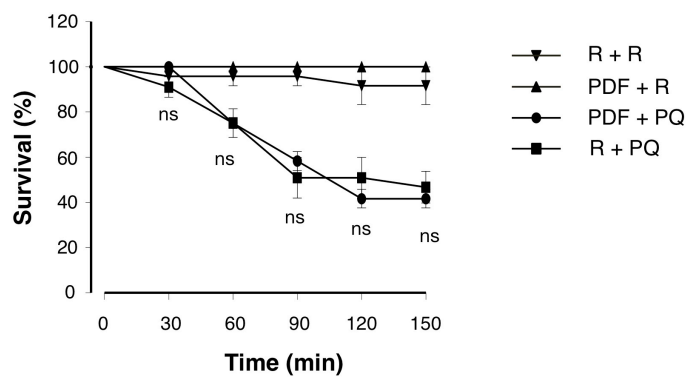 120
100
80
60
40
20
0
Survival (%)
ns
ns
ns
ns
ns
0 30 60 90 120 150
Time (min)
R + R
PDF + R
PDF + PQ
R + PQ